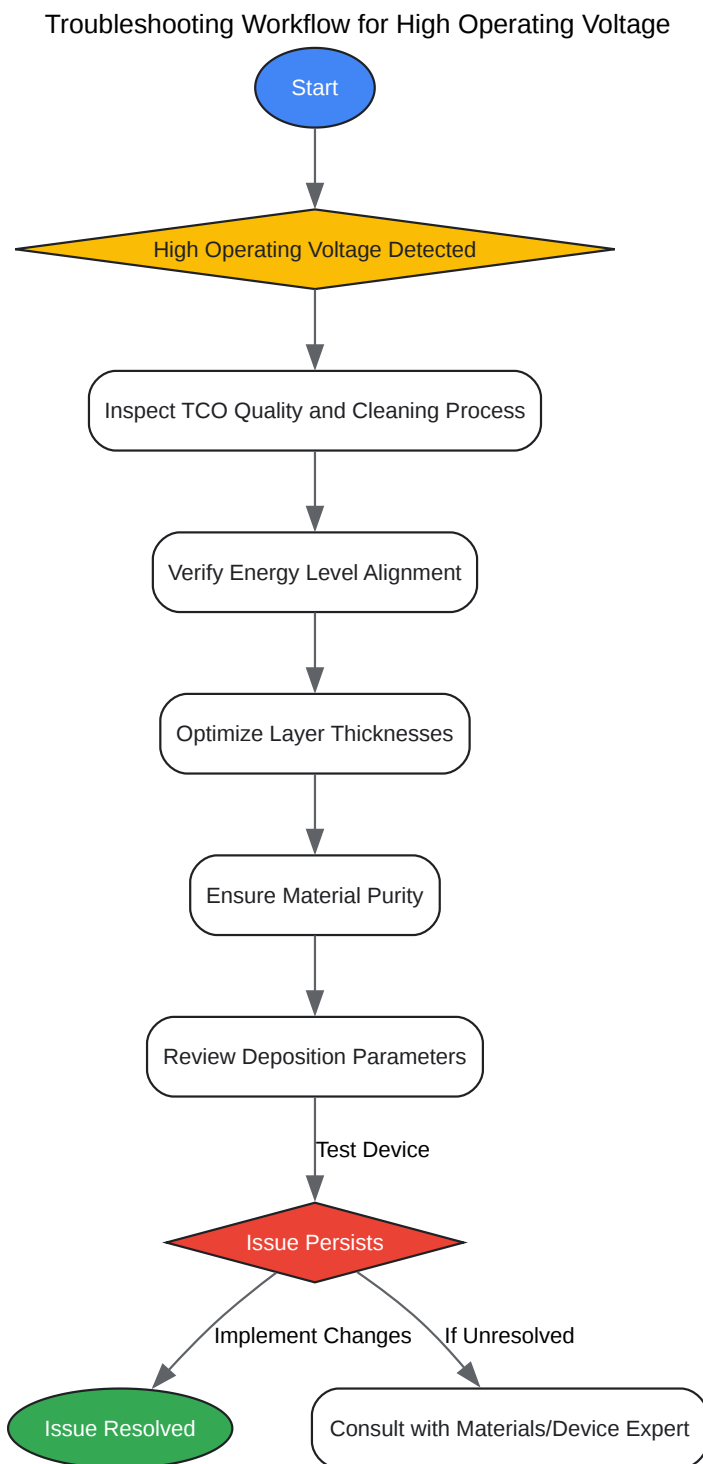 Troubleshooting Workflow for High Operating Voltage
Start
High Operating Voltage Detected
Inspect TCO Quality and Cleaning Process
Verify Energy Level Alignment
Optimize Layer Thicknesses
Ensure Material Purity
Review Deposition Parameters
Test Device
Issue Persists
Implement Changes
If Unresolved
Issue Resolved
Consult with Materials/Device Expert